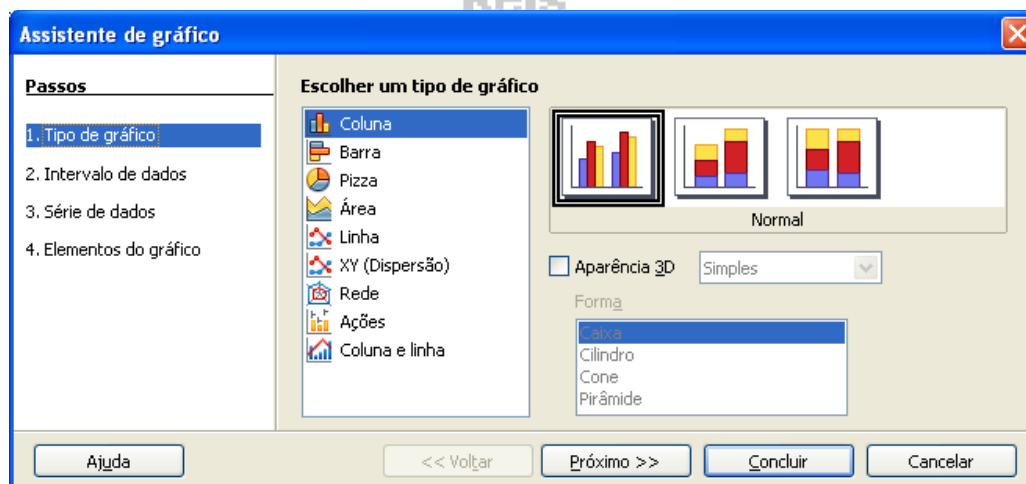 Reis
Assistente de gráfico
Passos
1. Tipo de gráfico
2. Intervalo de dados
3. Série de dados
4. Elementos do gráfico
Escolher um tipo de gráfico
Coluna
Barra
Pizza
Área
Linha
XY (Dispersão)
Rede
Ações
Coluna e linha
Normal
Aparência 3D
Simples
Forma
Caixa
Cilindro
Cone
Pirâmide
Ajuda
<< Voltar
Próximo >>
Concluir
Cancelar